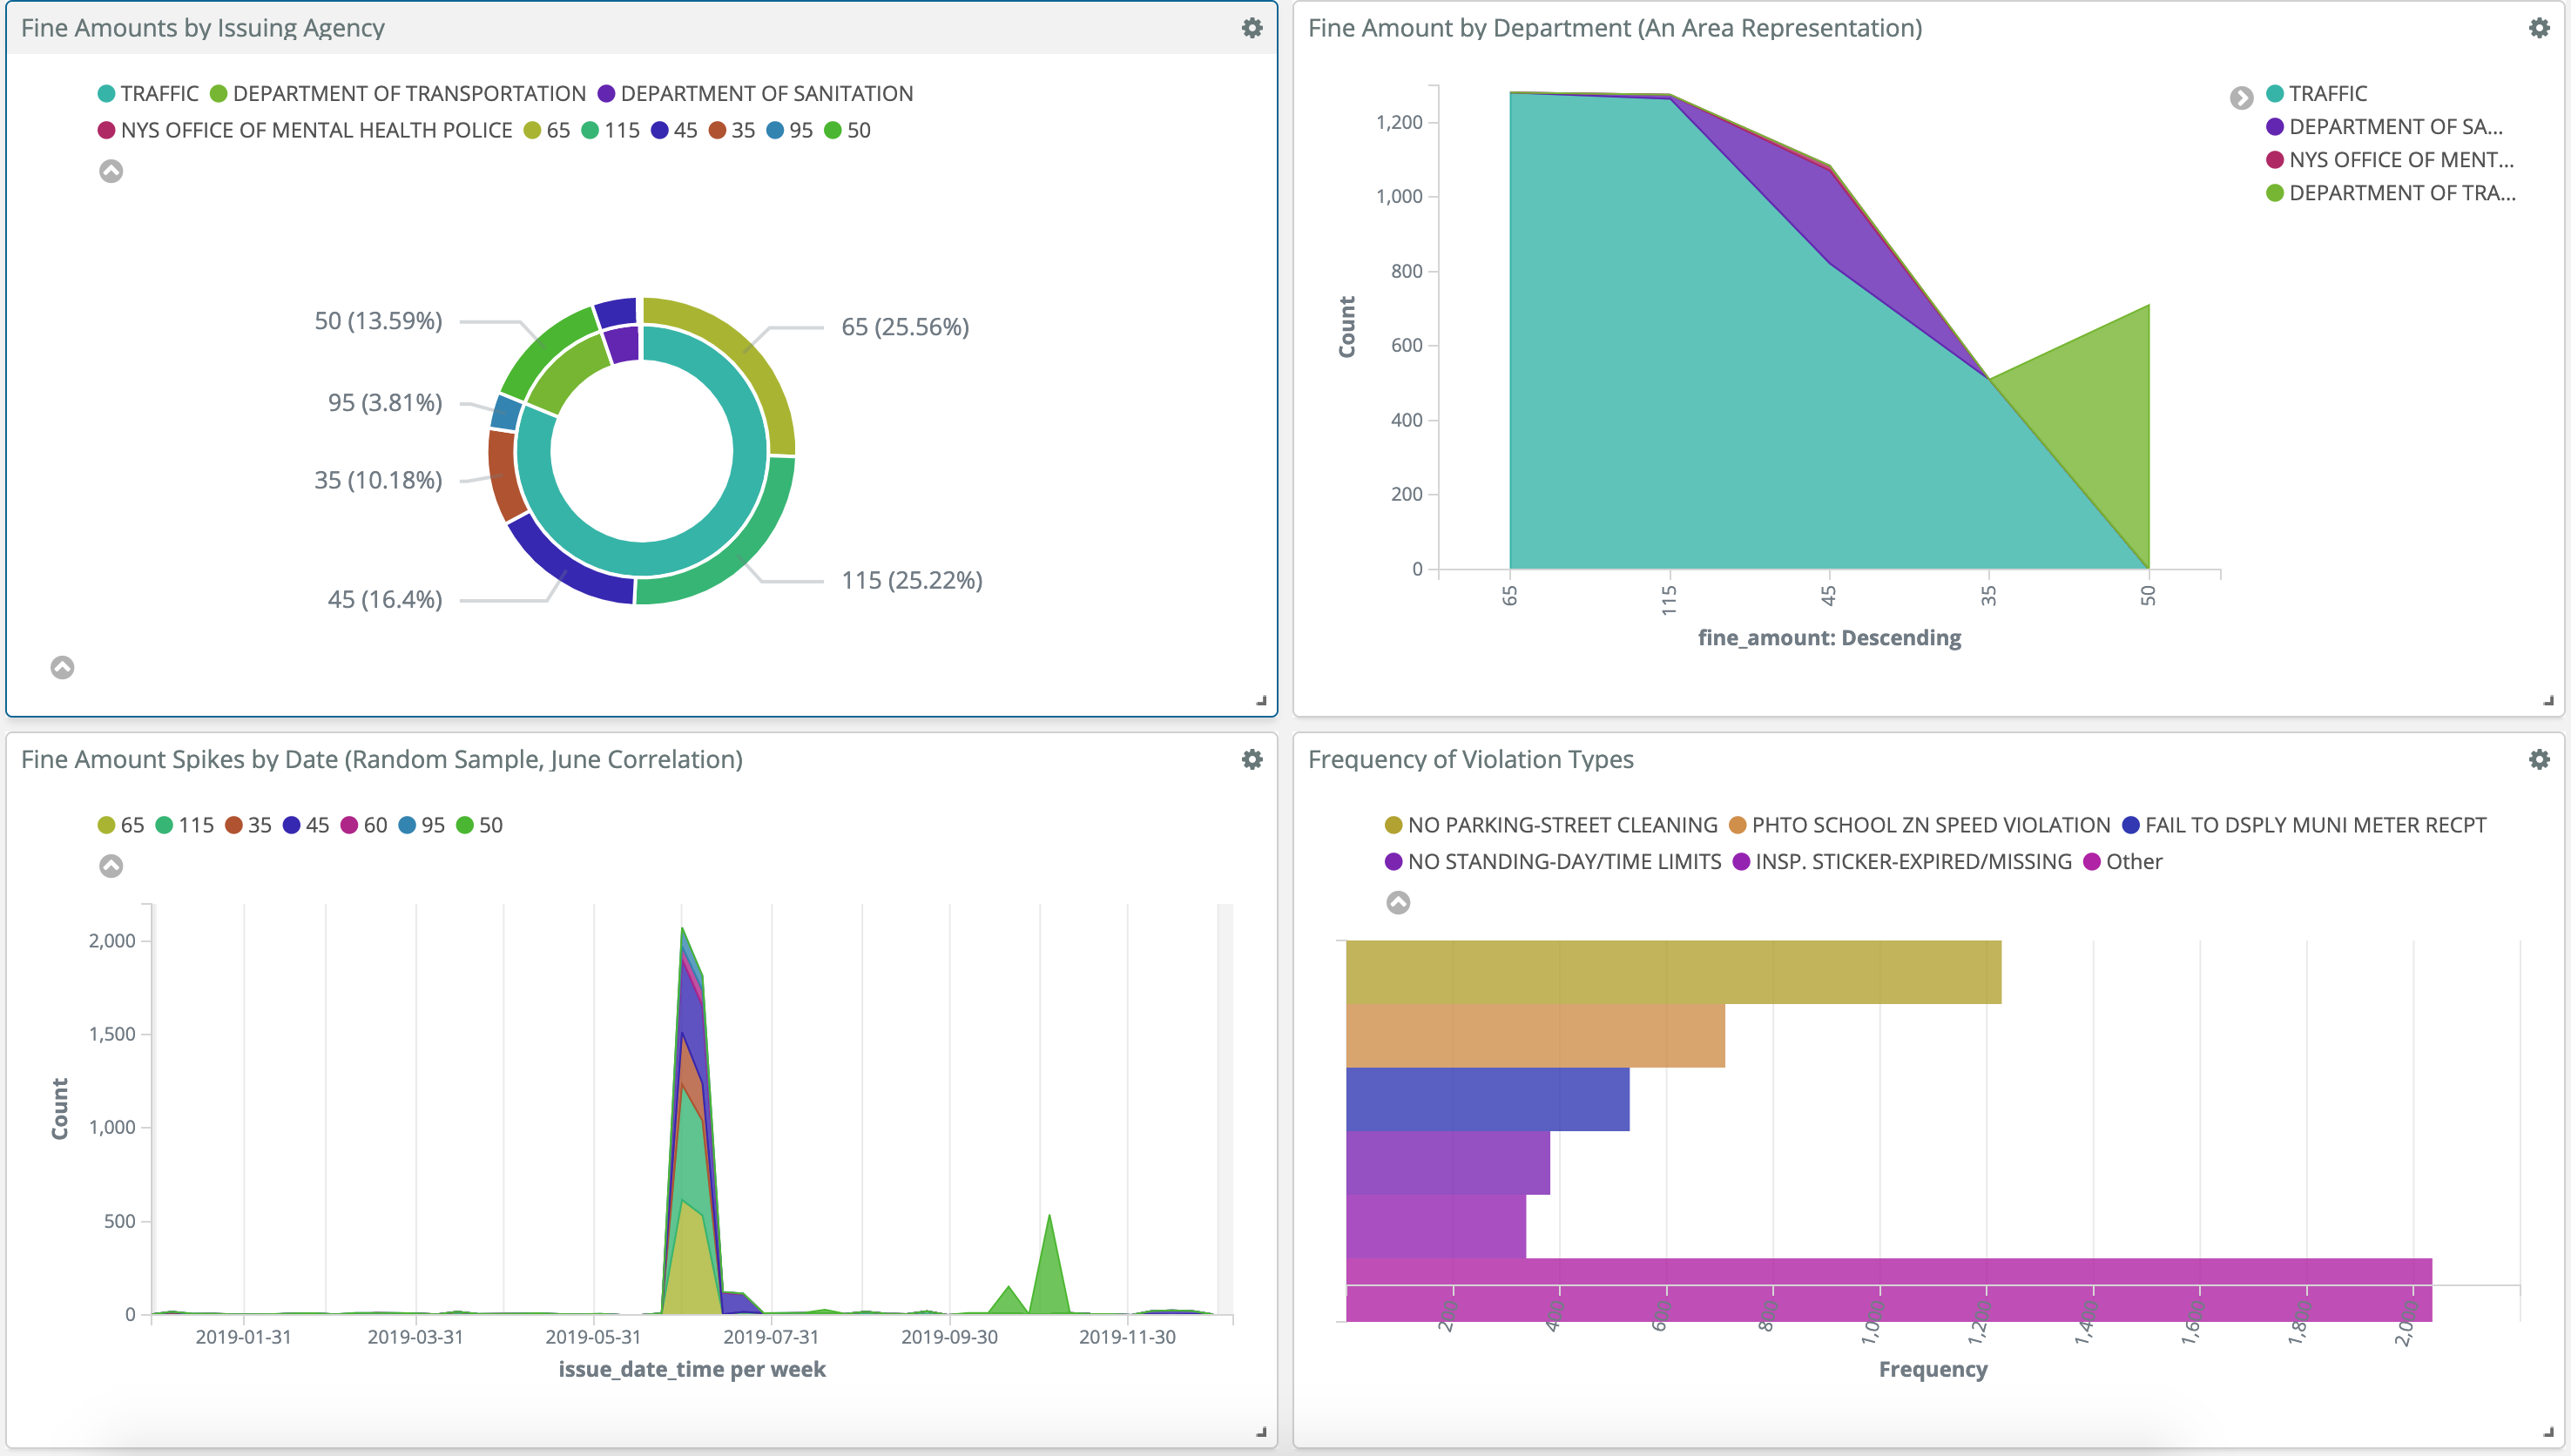 Fine Amounts by Issuing Agency
TRAFFIC DEPARTMENT OF TRANSPORTATION DEPARTMENT OF SANITATION
NYS OFFICE OF MENTAL HEALTH POLICE 65 115 45 35 95 50
50 (13.59%)
65 (25.56%)
95 (3.81%)
35 (10.18%)
115 (25.22%)
45 (16.4%)
Fine Amount by Department (An Area Representation)
TRAFFIC
DEPARTMENT OF SA...
NYS OFFICE OF MENT...
DEPARTMENT OF TRA...
Count
1,200
1,000
800
600
400
200
0
65 115 45 35 50
fine_amount: Descending
Fine Amount Spikes by Date (Random Sample, June Correlation)
65 115 35 45 60 95 50
Count
2,000
1,500
1,000
500
0
2019-01-31 2019-03-31 2019-05-31 2019-07-31 2019-09-30 2019-11-30
issue_date_time per week
Frequency of Violation Types
NO PARKING-STREET CLEANING PHTO SCHOOL ZN SPEED VIOLATION FAIL TO DSPLY MUNI METER RECPT
NO STANDING-DAY/TIME LIMITS INSP. STICKER-EXPIRED/MISSING Other
200 400 600 800 1,000 1,200 1,400 1,600 1,800 2,000
Frequency